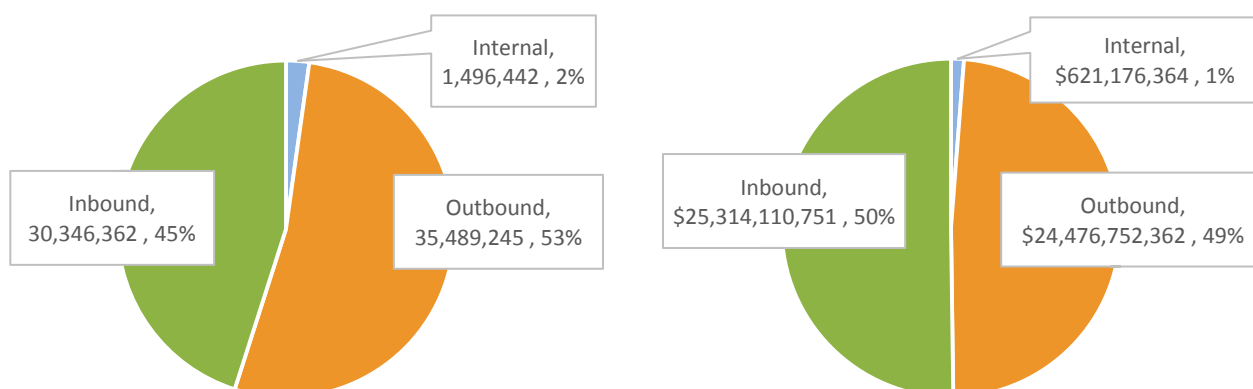 Internal,
1,496,442 , 2%
Inbound,
30,346,362 , 45%
Outbound,
35,489,245 , 53%
Internal,
$621,176,364 , 1%
Inbound,
$25,314,110,751 , 50%
Outbound,
$24,476,752,362 , 49%